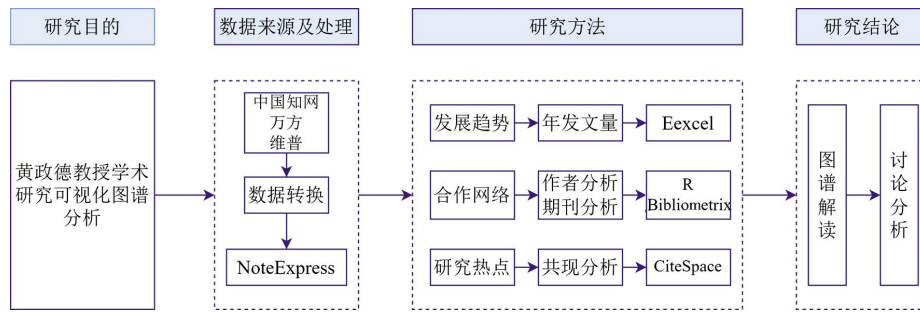 研究目的
数据来源及处理
研究方法
研究结论
黄政德教授学术
研究可视化图谱
分析
中国知网
万方
维普
数据转换
NoteExpress
发展趋势
年发文量
Eexcel
合作网络
作者分析
期刊分析
R
Bibliometrix
研究热点
共现分析
CiteSpace
图谱解读
讨论分析